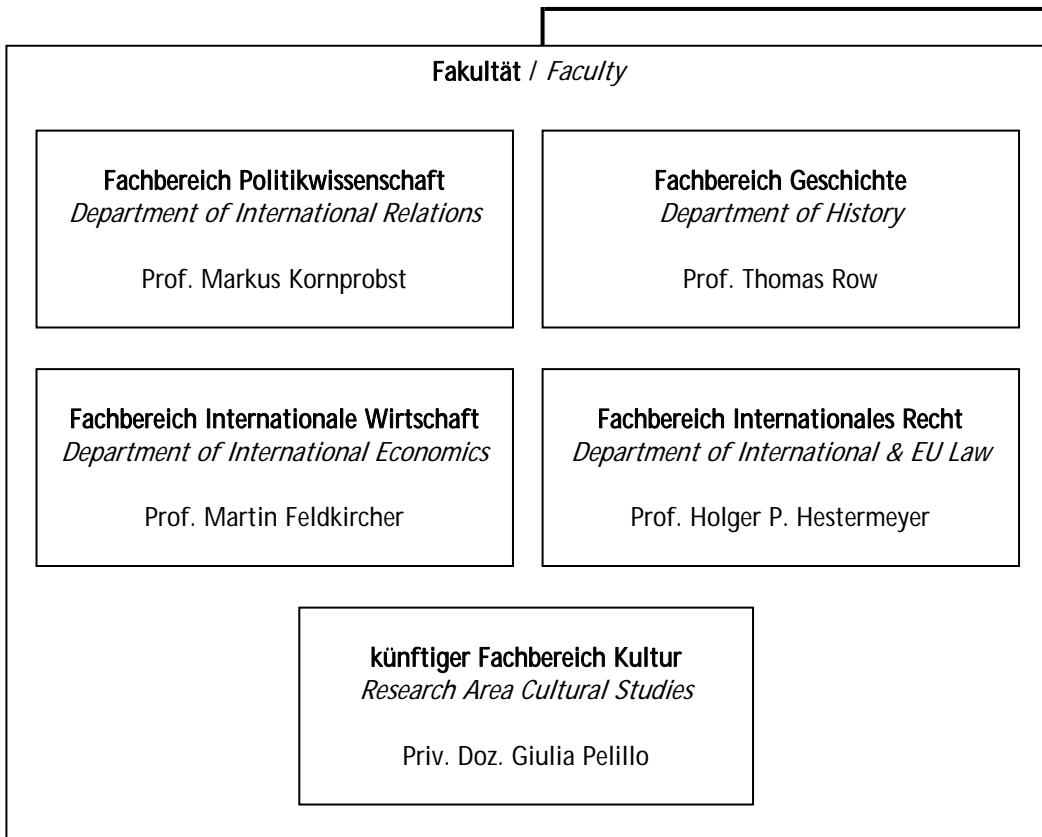 Fakultät / Faculty
Fachbereich Politikwissenschaft
Department of International Relations
Prof. Markus Kornprobst
Fachbereich Geschichte
Department of History
Prof. Thomas Row
Fachbereich Internationale Wirtschaft
Department of International Economics
Prof. Martin Feldkircher
Fachbereich Internationales Recht
Department of International & EU Law
Prof. Holger P. Hestermeyer
künftiger Fachbereich Kultur
Research Area Cultural Studies
Priv. Doz. Giulia Pelillo